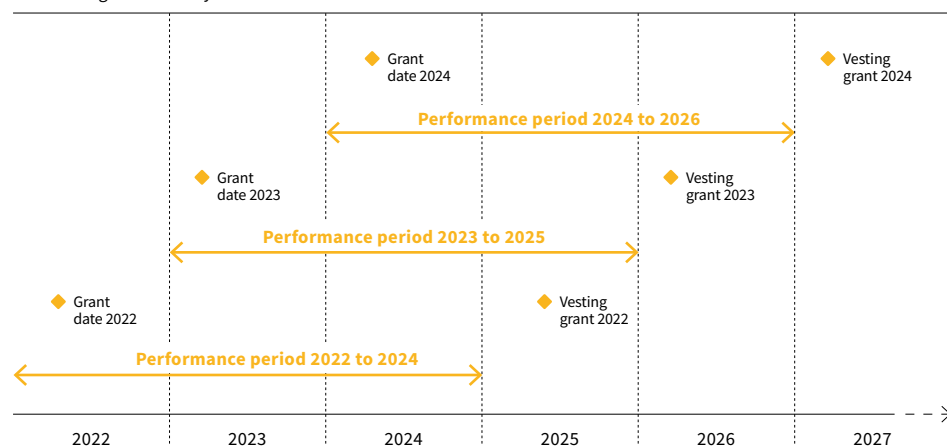 Grant
date 2024
Vesting
grant 2024
Performance period 2024 to 2026
Grant
date 2023
Vesting
grant 2023
Performance period 2023 to 2025
Grant
date 2022
Vesting
grant 2022
Performance period 2022 to 2024
2022 2023 2024 2025 2026 2027